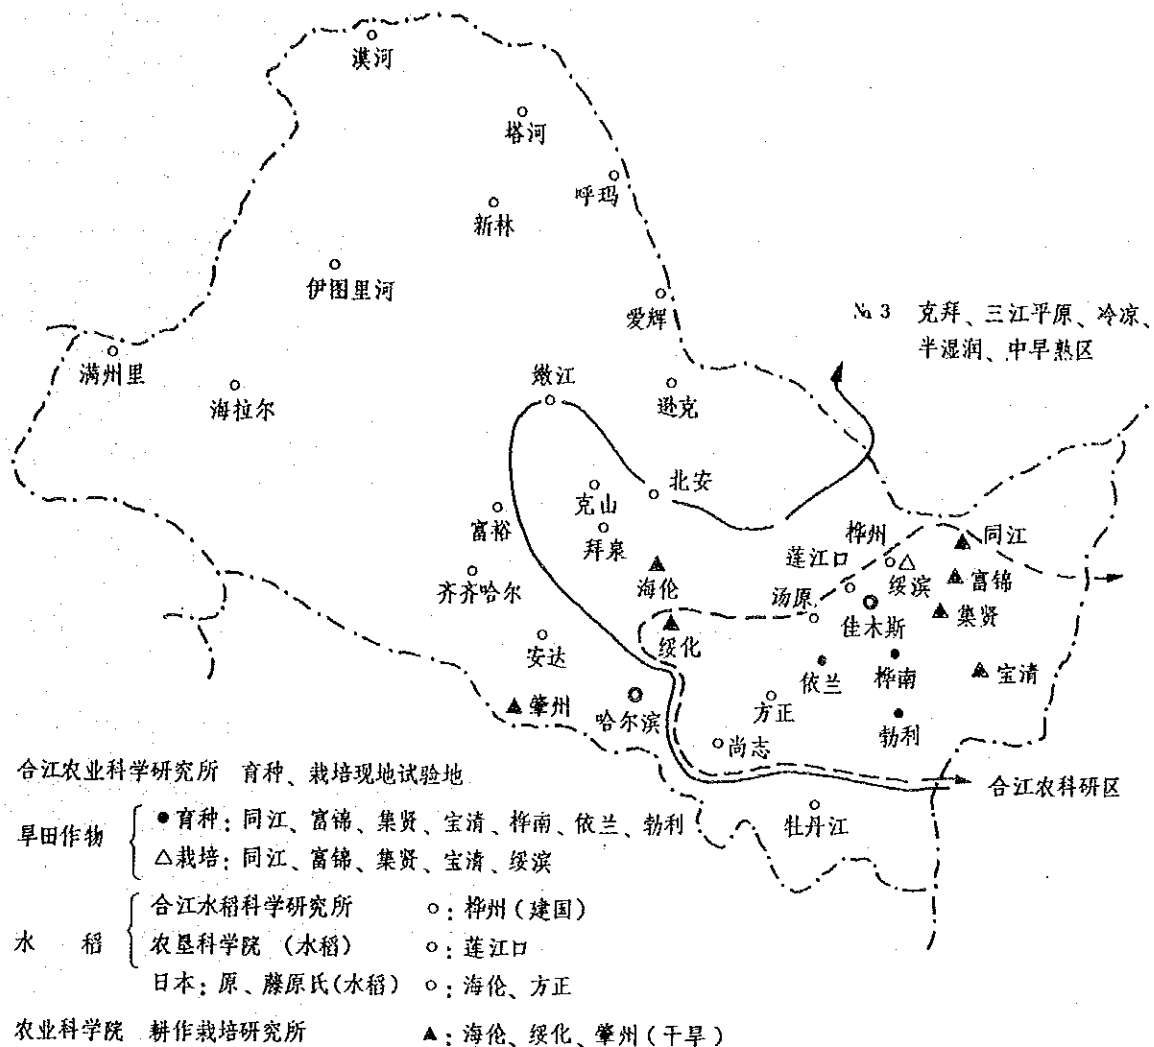 漠河
塔河
呼玛
新林
伊图里河
爱辉
№ 3 克拜、三江平原、冷凉、
半湿润、中早熟区
满州里
海拉尔
嫩江
逊克
北安
克山
富裕
拜泉
桦州
同江
莲江口
绥滨
富锦
齐齐哈尔
海伦
汤原
佳木斯
集贤
安达
绥化
依兰
桦南
宝清
肇州
哈尔滨
方正
勃利
尚志
合江农业科学研究所 育种、栽培现地试验地
合江农科研区
牡丹江
旱田作物
●育种: 同江、富锦、集贤、宝清、桦南、依兰、勃利
△栽培: 同江、富锦、集贤、宝清、绥滨
水 稻
合江水稻科学研究所 ○: 桦州(建国)
农垦科学院 (水稻) ○: 莲江口
日本: 原、藤原氏(水稻) ○: 海伦、方正
农业科学院 耕作栽培研究所 ▲: 海伦、绥化、肇州(干旱)